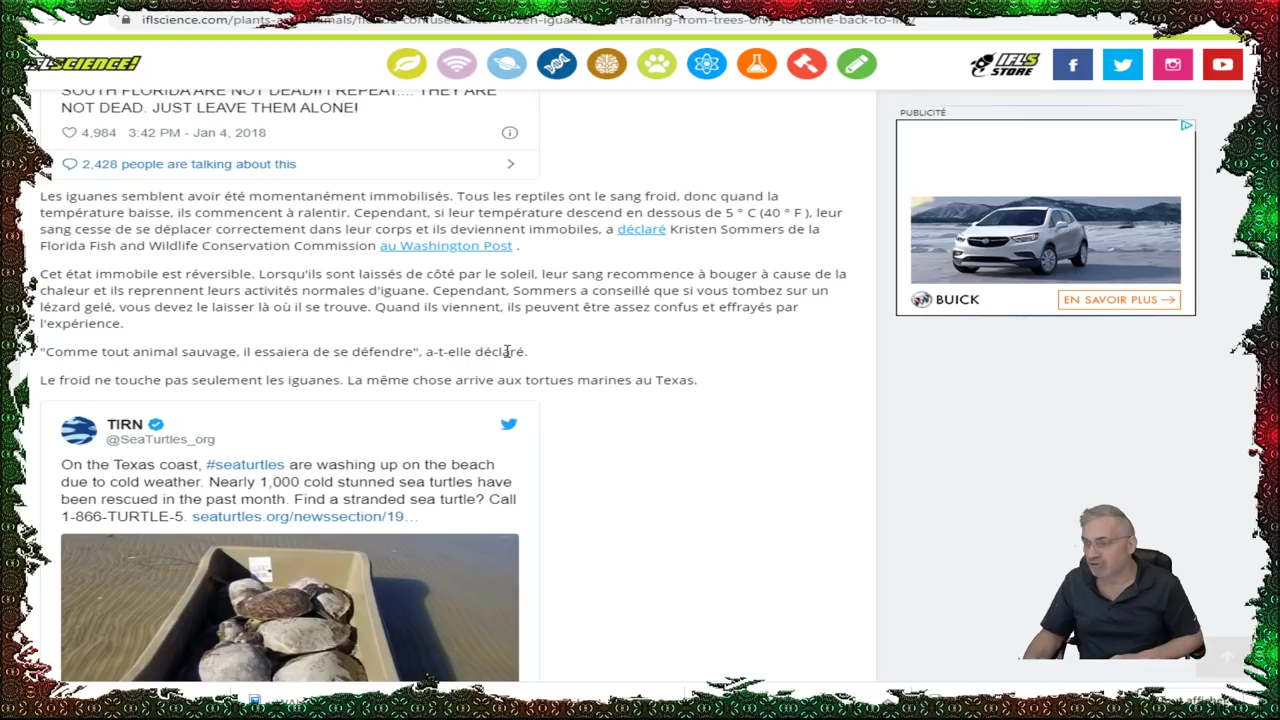 iflscience.com/plants-
IFLSCIENCE!
IFLS
STORE
SOUTH FLORIDA ARE NOT DEAD!! I REPEAT.... THEY ARE
NOT DEAD. JUST LEAVE THEM ALONE!
4,984 3:42 PM - Jan 4, 2018
2,428 people are talking about this
Les iguanes semblent avoir été momentanément immobilisés. Tous les reptiles ont le sang froid, donc quand la
température baisse, ils commencent à ralentir. Cependant, si leur température descend en dessous de 5 ° C (40 ° F ), leur
sang cesse de se déplacer correctement dans leur corps et ils deviennent immobiles, a déclaré Kristen Sommers de la
Florida Fish and Wildlife Conservation Commission au Washington Post .
Cet état immobile est réversible. Lorsqu'ils sont laissés de côté par le soleil, leur sang recommence à bouger à cause de la
chaleur et ils reprennent leurs activités normales d'iguane. Cependant, Sommers a conseillé que si vous tombez sur un
lézard gelé, vous devez le laisser là où il se trouve. Quand ils viennent, ils peuvent être assez confus et effrayés par
l'expérience.
"Comme tout animal sauvage, il essaiera de se défendre", a-t-elle déclaré.
Le froid ne touche pas seulement les iguanes. La même chose arrive aux tortues marines au Texas.
TIRN
@SeaTurtles_org
On the Texas coast, #seaturtles are washing up on the beach
due to cold weather. Nearly 1,000 cold stunned sea turtles have
been rescued in the past month. Find a stranded sea turtle? Call
1-866-TURTLE-5. seaturtles.org/newssection/19…
PUBLICITÉ
BUICK
EN SAVOIR PLUS